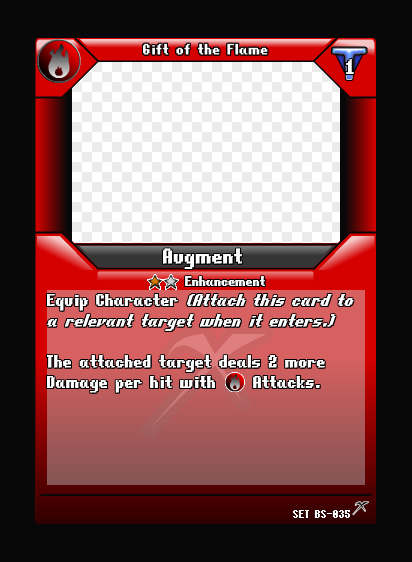 Gift of the Flame
1
Augment
Enhancement
Equip Character (Attach this card to
a relevant target when it enters.)
The attached target deals 2 more
Damage per hit with Attacks.
SET BS-035